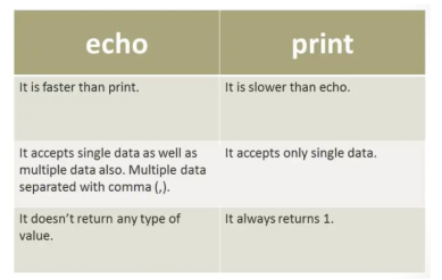 echo print
It is faster than print. It is slower than echo.
It accepts single data as well as It accepts only single data.
multiple data also. Multiple data
separated with comma (,).
It doesn't return any type of It always returns 1.
value.